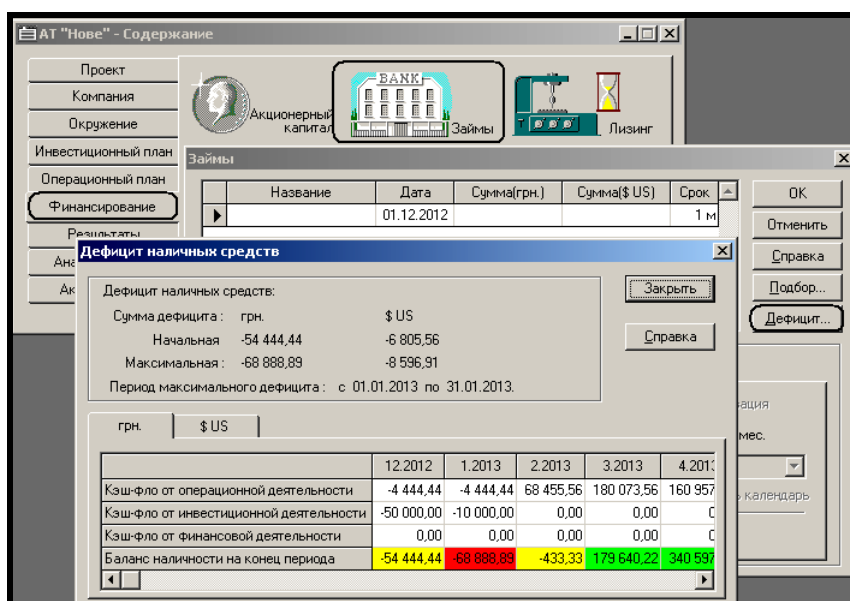 АТ "Нове" - Содержание
Проект
Компания
Окружение
Инвестиционный план
Операционный план
Финансирование
Результаты
Ана
Ак
Акционерный
капитал
BANK
Займы
Лизинг
Займы
Название Дата Сумма(грн.) Сумма($ US) Срок
01.12.2012 1 м
OK
Отменить
Справка
Подбор...
Дефицит...
Дефицит наличных средств
Дефицит наличных средств:
Сумма дефицита : грн. $ US
Начальная -54 444,44 -6 805,56
Максимальная : -68 888,89 -8 596,91
Период максимального дефицита : с 01.01.2013 по 31.01.2013.
Закрыть
Справка
ация
мес.
ь календарь
грн. $ US
12.2012 1.2013 2.2013 3.2013 4.201
Кэш-фло от операционной деятельности -4 444,44 -4 444,44 68 455,56 180 073,56 160 957
Кэш-фло от инвестиционной деятельности -50 000,00 -10 000,00 0,00 0,00
Кэш-фло от финансовой деятельности 0,00 0,00 0,00 0,00
Баланс наличности на конец периода -54 444,44 -68 888,89 -433,33 179 640,22 340 597